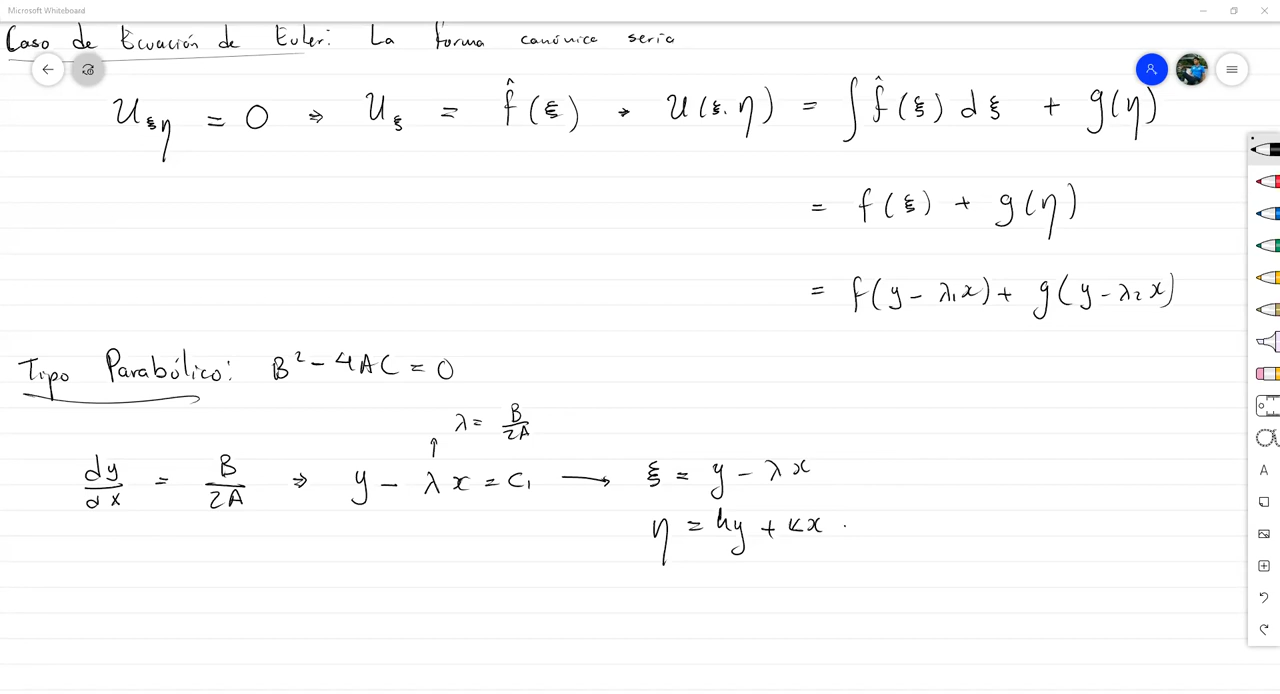 Microsoft Whiteboard
Caso de Ecuación de Euler: La forma canónica seria
U_ξη = 0 ⇒ U_ξ = f̂(ξ) → U(ξ,η) = ∫ f̂(ξ) dξ + g(η)
= f(ξ) + g(η)
= f(y - λ₁x) + g(y - λ₂x)
Tipo Parabólico: B² - 4AC = 0
λ = B/2A
dy/dx = B/2A ⇒ y - λx = C₁ → ξ = y - λx
η = hy + kx
A